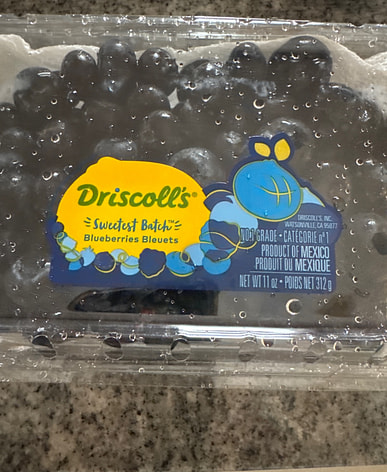 Driscoll's®
Sweetest Batch™
Blueberries Bleuets
DRISCOLL'S, INC.
WATSONVILLE, CA 95077
NO. 1 GRADE • CATÉGORIE n°1
PRODUCT OF MEXICO
PRODUIT DU MEXIQUE
NET WT 11 oz • POIDS NET 312 g